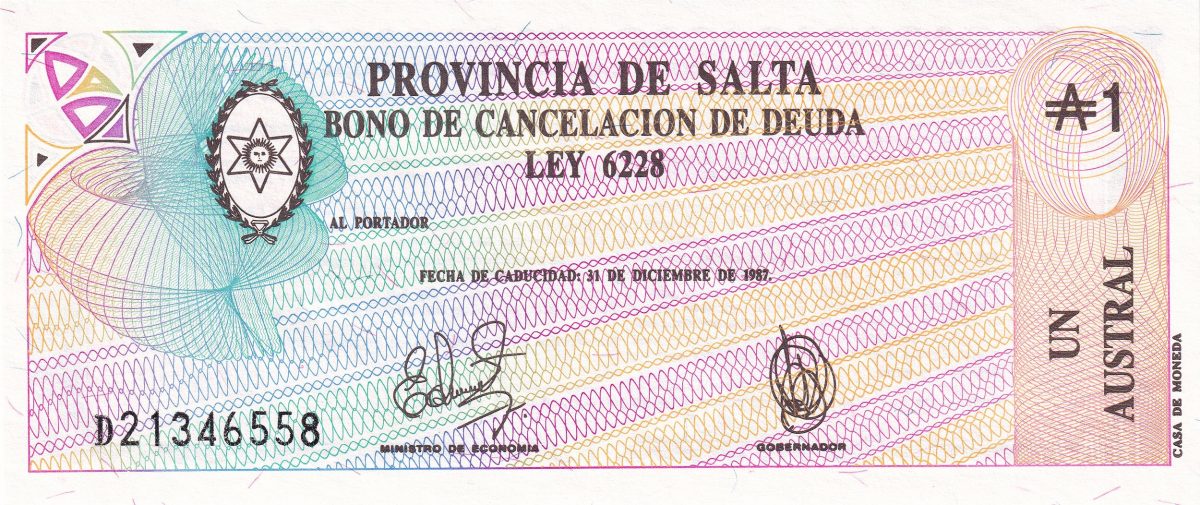 PROVINCIA DE SALTA
BONO DE CANCELACION DE DEUDA
LEY 6228
₳1
AL PORTADOR
FECHA DE CADUCIDAD: 31 DE DICIEMBRE DE 1987.
UN
AUSTRAL
D21346558
MINISTRO DE ECONOMIA
GOBERNADOR
CASA DE MONEDA